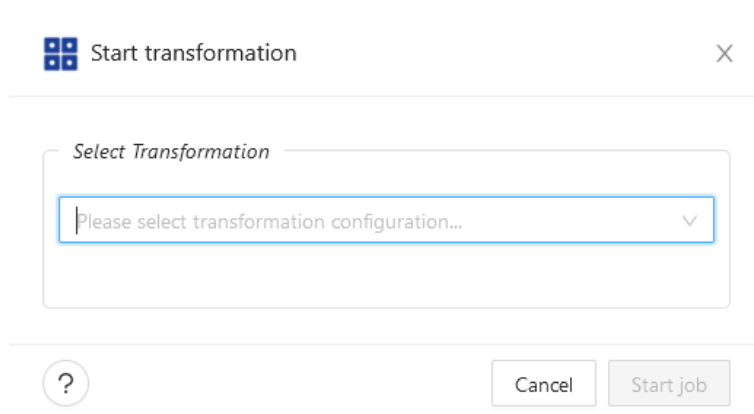 Start transformation
Select Transformation
Please select transformation configuration...
?
Cancel
Start job